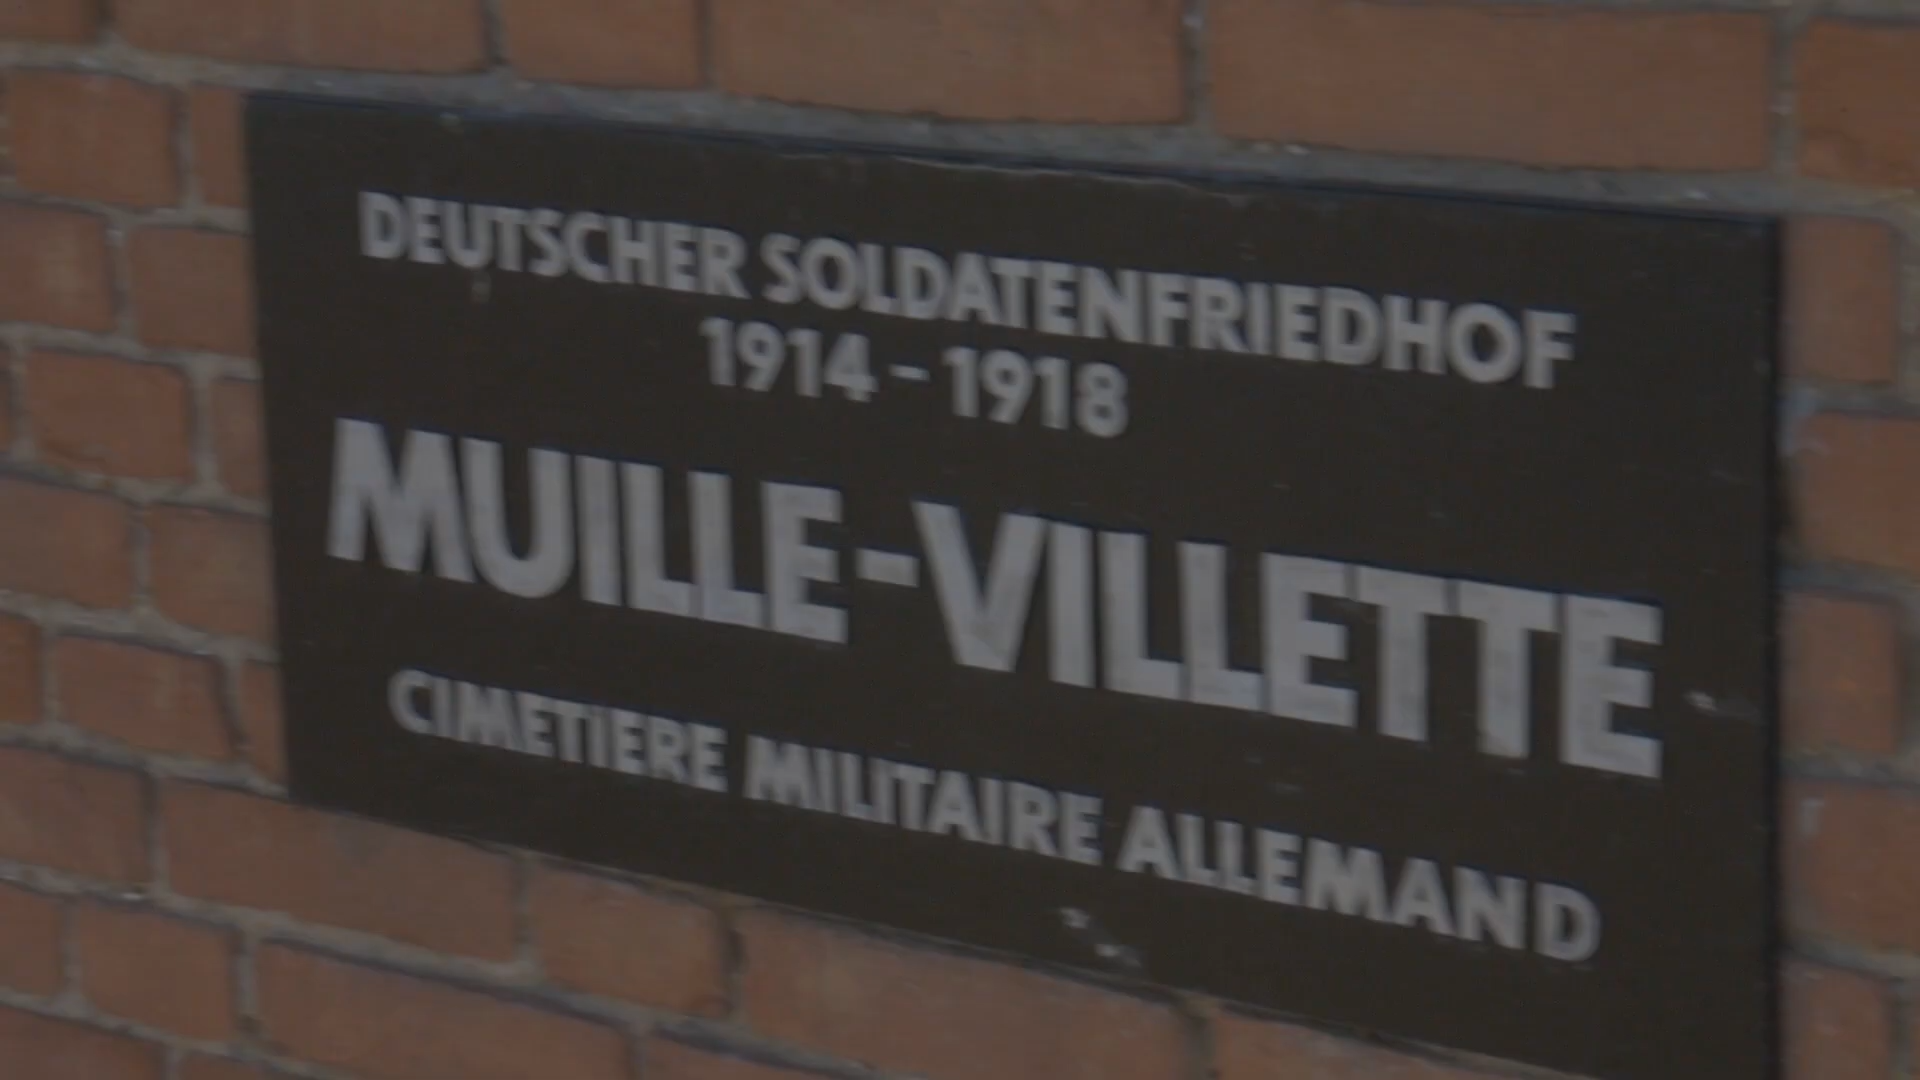 DEUTSCHER SOLDATENFRIEDHOF
1914 - 1918
MUILLE-VILLETTE
CIMETIERE MILITAIRE ALLEMAND